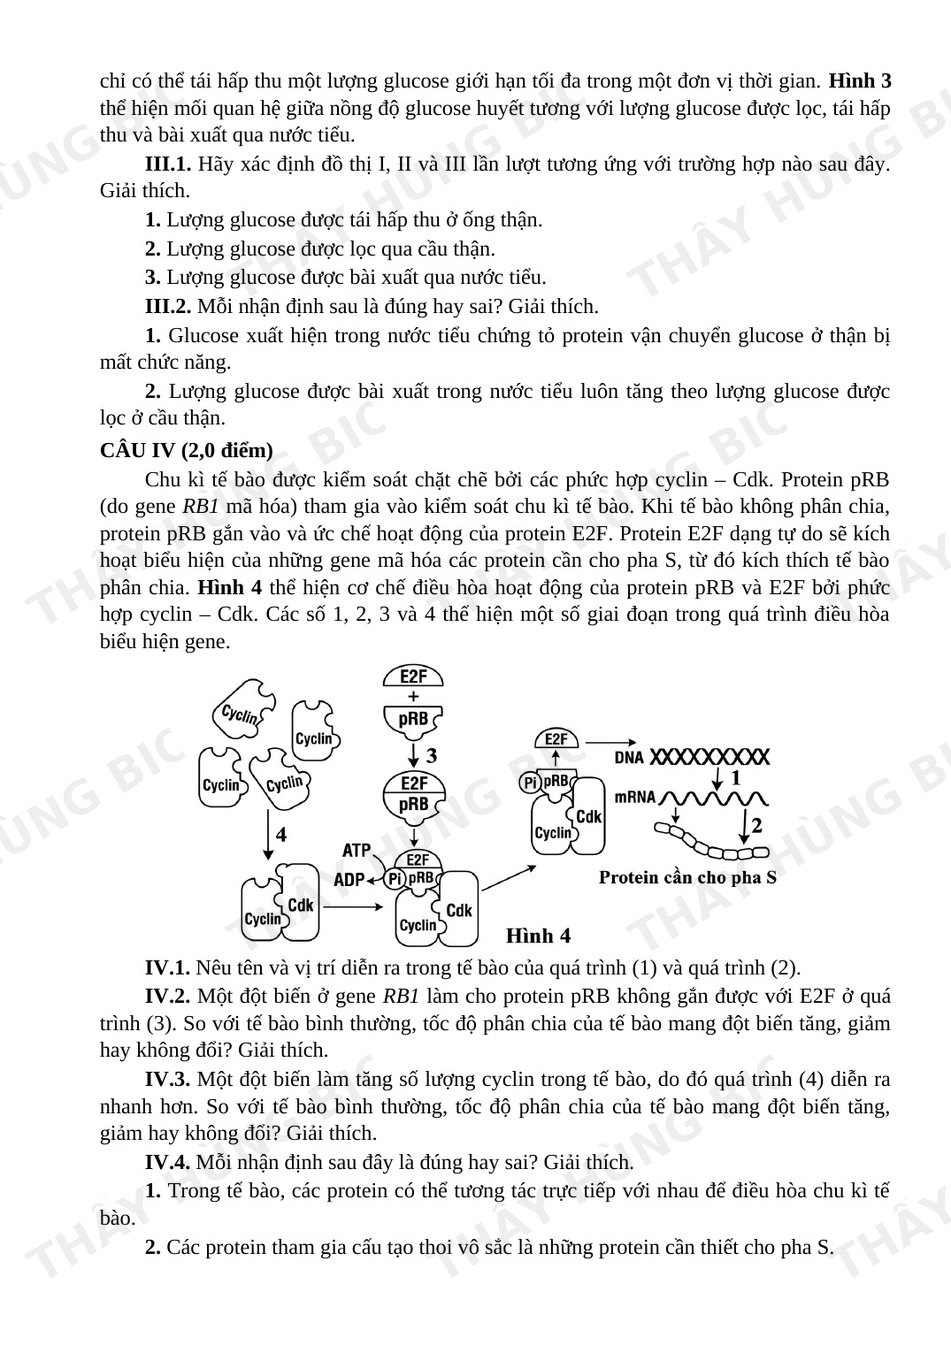 chỉ có thể tái hấp thu một lượng glucose giới hạn tối đa trong một đơn vị thời gian. Hình 3
thể hiện mối quan hệ giữa nồng độ glucose huyết tương với lượng glucose được lọc, tái hấp
thu và bài xuất qua nước tiểu.
III.1. Hãy xác định đồ thị I, II và III lần lượt tương ứng với trường hợp nào sau đây.
Giải thích.
1. Lượng glucose được tái hấp thu ở ống thận.
2. Lượng glucose được lọc qua cầu thận.
3. Lượng glucose được bài xuất qua nước tiểu.
III.2. Mỗi nhận định sau là đúng hay sai? Giải thích.
1. Glucose xuất hiện trong nước tiểu chứng tỏ protein vận chuyển glucose ở thận bị
mất chức năng.
2. Lượng glucose được bài xuất trong nước tiểu luôn tăng theo lượng glucose được
lọc ở cầu thận.
CÂU IV (2,0 điểm)
Chu kì tế bào được kiểm soát chặt chẽ bởi các phức hợp cyclin – Cdk. Protein pRB
(do gene RB1 mã hóa) tham gia vào kiểm soát chu kì tế bào. Khi tế bào không phân chia,
protein pRB gắn vào và ức chế hoạt động của protein E2F. Protein E2F dạng tự do sẽ kích
hoạt biểu hiện của những gene mã hóa các protein cần cho pha S, từ đó kích thích tế bào
phân chia. Hình 4 thể hiện cơ chế điều hòa hoạt động của protein pRB và E2F bởi phức
hợp cyclin – Cdk. Các số 1, 2, 3 và 4 thể hiện một số giai đoạn trong quá trình điều hòa
biểu hiện gene.
E2F
+
pRB
3
Cyclin
Cyclin
Cyclin
Cyclin
4
E2F
pRB
ATP
ADP
E2F
Pi pRB
Cyclin
Cdk
Cyclin
Cdk
E2F
Pi pRB
Cyclin
Cdk
DNA
1
mRNA
2
Protein cần cho pha S
Hình 4
IV.1. Nêu tên và vị trí diễn ra trong tế bào của quá trình (1) và quá trình (2).
IV.2. Một đột biến ở gene RB1 làm cho protein pRB không gắn được với E2F ở quá
trình (3). So với tế bào bình thường, tốc độ phân chia của tế bào mang đột biến tăng, giảm
hay không đổi? Giải thích.
IV.3. Một đột biến làm tăng số lượng cyclin trong tế bào, do đó quá trình (4) diễn ra
nhanh hơn. So với tế bào bình thường, tốc độ phân chia của tế bào mang đột biến tăng,
giảm hay không đổi? Giải thích.
IV.4. Mỗi nhận định sau đây là đúng hay sai? Giải thích.
1. Trong tế bào, các protein có thể tương tác trực tiếp với nhau để điều hòa chu kì tế
bào.
2. Các protein tham gia cấu tạo thoi vô sắc là những protein cần thiết cho pha S.
THẦY HÙNG BIC